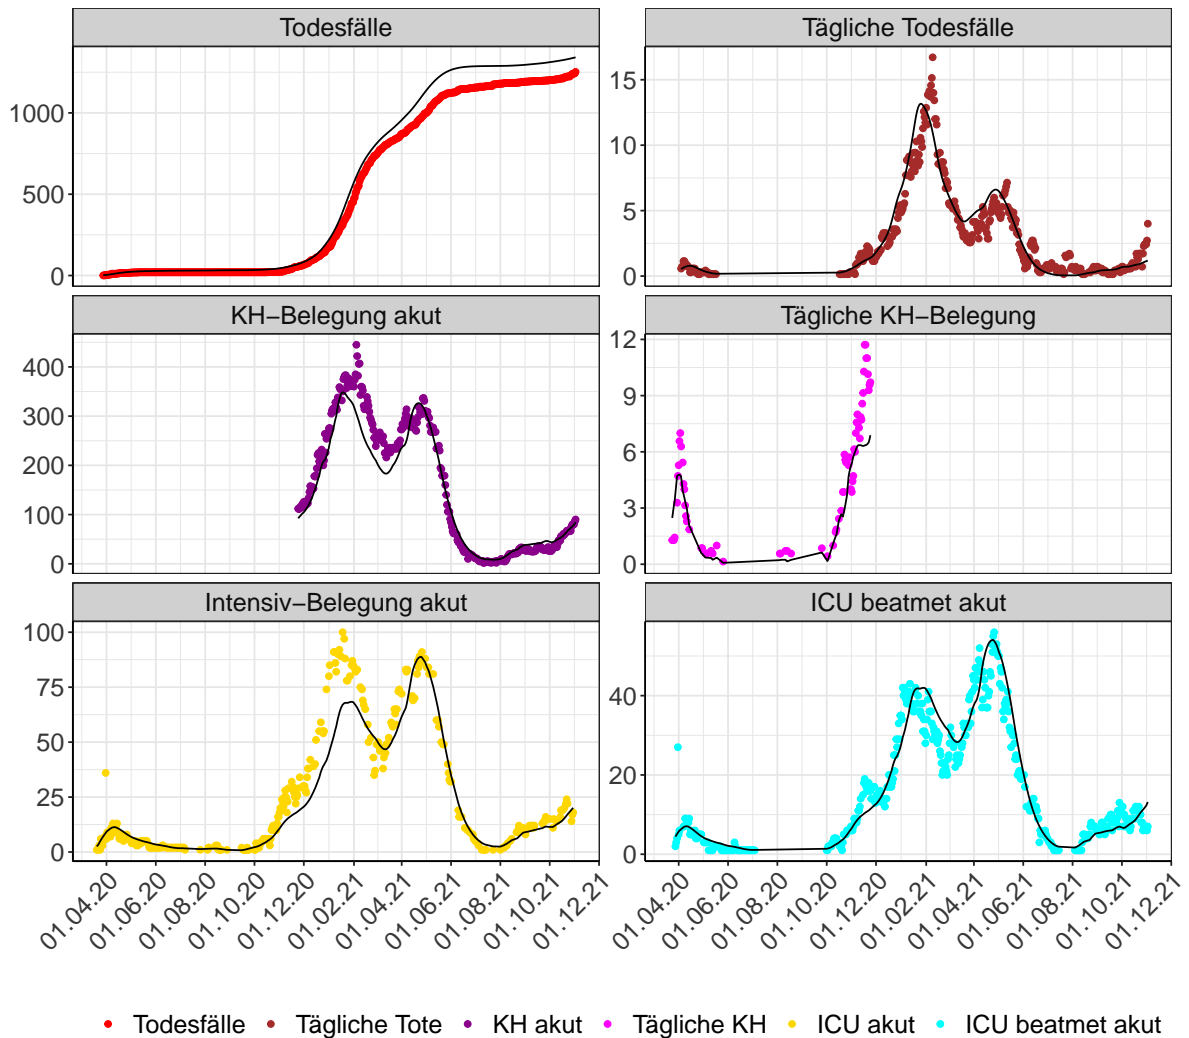 Todesfälle
Tägliche Todesfälle
1000
500
0
15
10
5
0
KH−Belegung akut
Tägliche KH−Belegung
400
300
200
100
0
12
9
6
3
0
Intensiv−Belegung akut
ICU beatmet akut
100
75
50
25
0
40
20
0
01.04.20 01.06.20 01.08.20 01.10.20 01.12.20 01.02.21 01.04.21 01.06.21 01.08.21 01.10.21 01.12.21
01.04.20 01.06.20 01.08.20 01.10.20 01.12.20 01.02.21 01.04.21 01.06.21 01.08.21 01.10.21 01.12.21
Todesfälle Tägliche Tote KH akut Tägliche KH ICU akut ICU beatmet akut